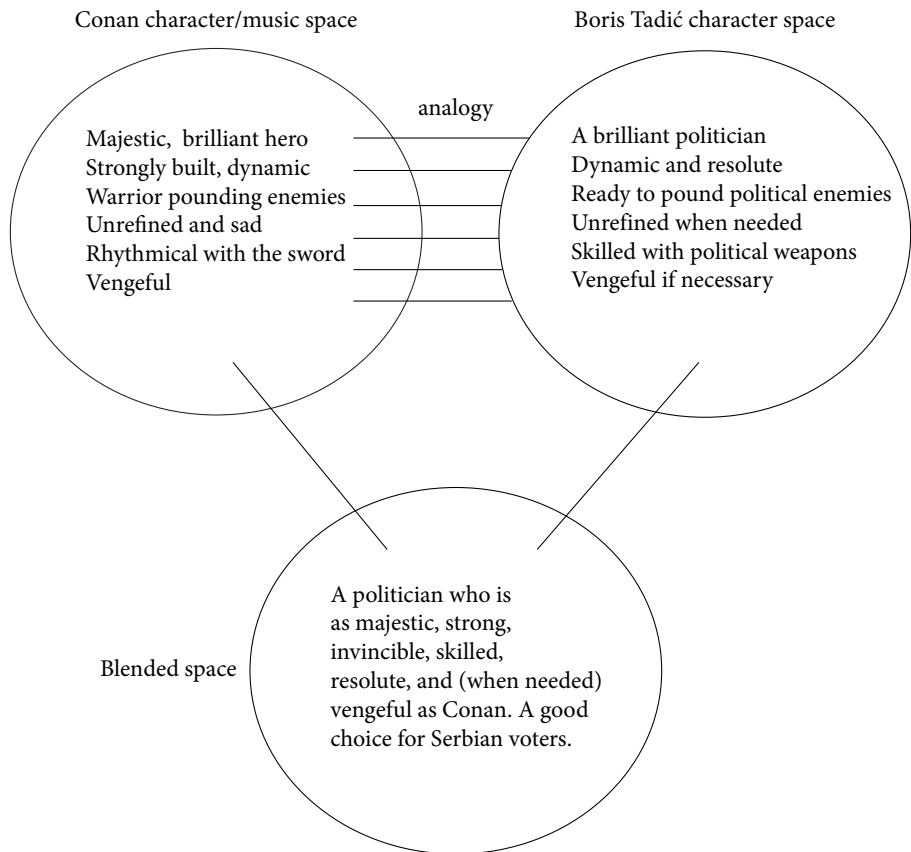 Conan character/music space
Boris Tadić character space
analogy
Majestic, brilliant hero
Strongly built, dynamic
Warrior pounding enemies
Unrefined and sad
Rhythmical with the sword
Vengeful
A brilliant politician
Dynamic and resolute
Ready to pound political enemies
Unrefined when needed
Skilled with political weapons
Vengeful if necessary
Blended space
A politician who is
as majestic, strong,
invincible, skilled,
resolute, and (when needed)
vengeful as Conan. A good
choice for Serbian voters.